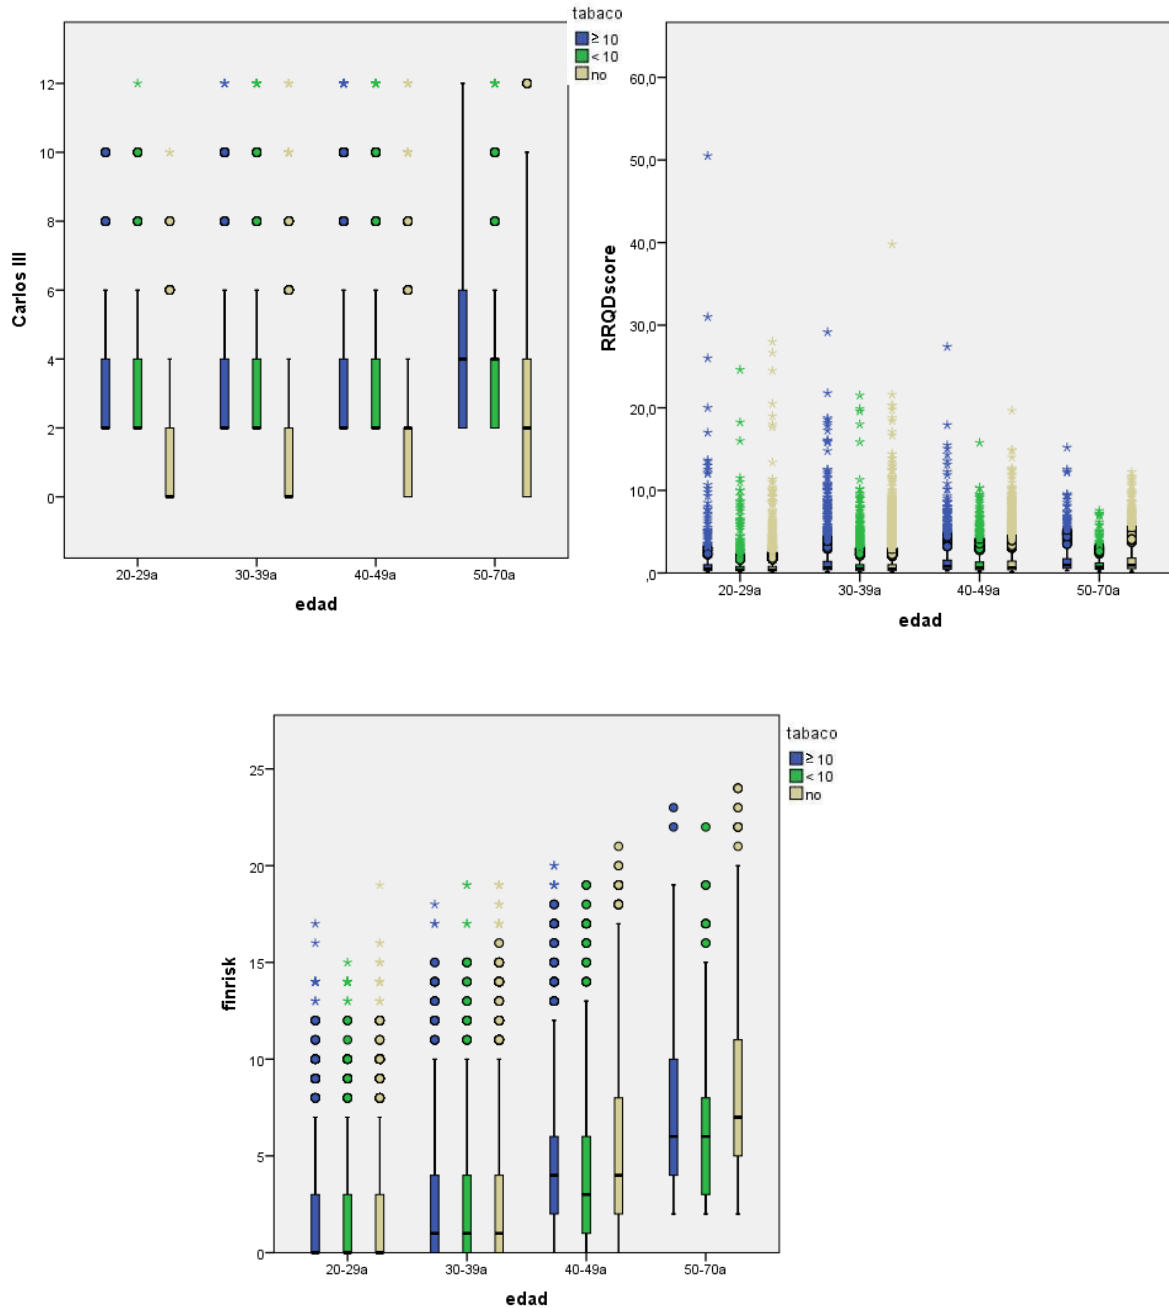 tabaco
≥ 10
< 10
no
12
10
8
6
4
2
0
Carlos III
20-29a
30-39a
40-49a
50-70a
edad
60,0
50,0
40,0
30,0
20,0
10,0
,0
RRQDscore
20-29a
30-39a
40-49a
50-70a
edad
tabaco
≥ 10
< 10
no
25
20
15
10
5
0
finrisk
20-29a
30-39a
40-49a
50-70a
edad